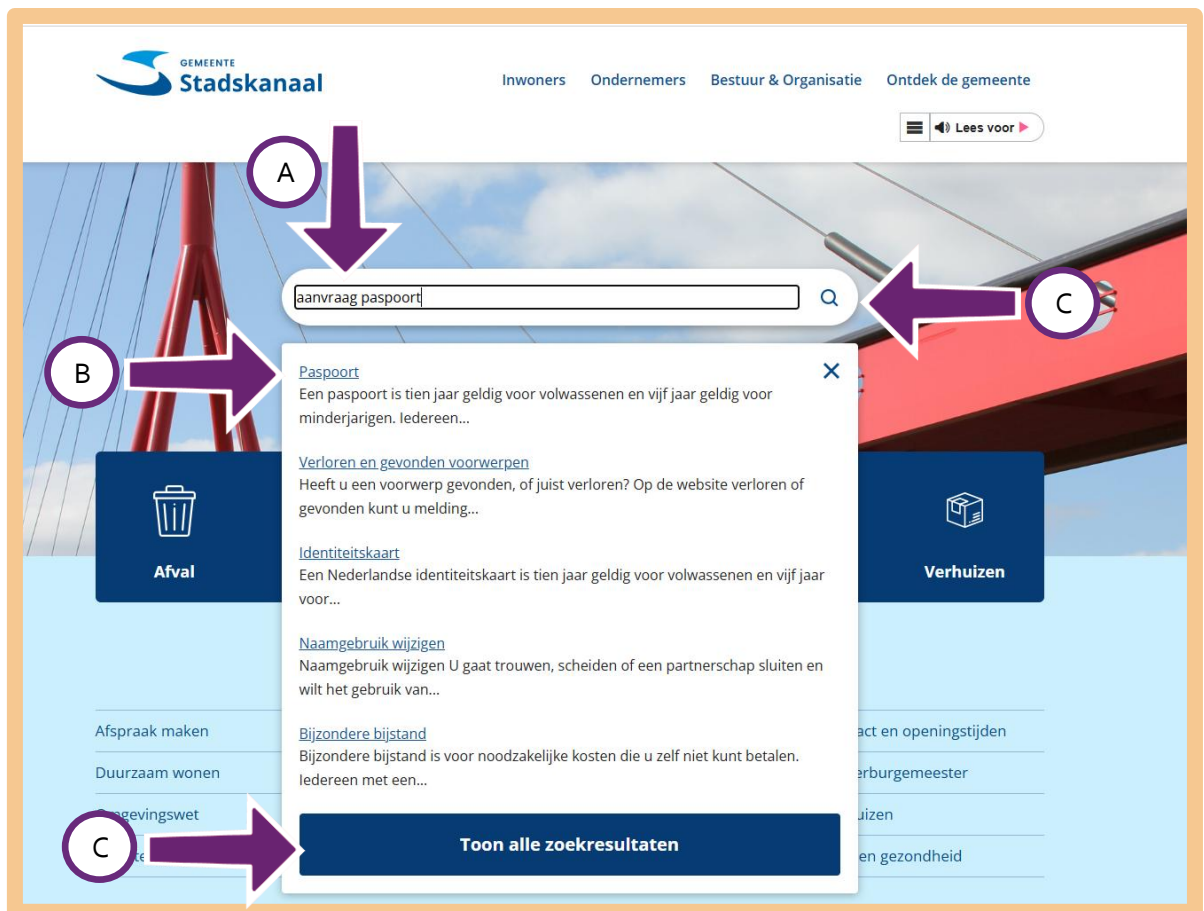 GEMEENTE
Stadskanaal
Inwoners Ondernemers Bestuur & Organisatie Ontdek de gemeente
Lees voor
A
aanvraag paspoort
C
B
Paspoort
Een paspoort is tien jaar geldig voor volwassenen en vijf jaar geldig voor
minderjarigen. Iedereen...
Verloren en gevonden voorwerpen
Heeft u een voorwerp gevonden, of juist verloren? Op de website verloren of
gevonden kunt u melding...
Identiteitskaart
Een Nederlandse identiteitskaart is tien jaar geldig voor volwassenen en vijf jaar
voor...
Afval
Verhuizen
Naamgebruik wijzigen
Naamgebruik wijzigen U gaat trouwen, scheiden of een partnerschap sluiten en
wilt het gebruik van...
Bijzondere bijstand
Bijzondere bijstand is voor noodzakelijke kosten die u zelf niet kunt betalen.
Iedereen met een...
Afspraak maken
Duurzaam wonen
act en openingstijden
erburgemeester
uizen
en gezondheid
C
Toon alle zoekresultaten